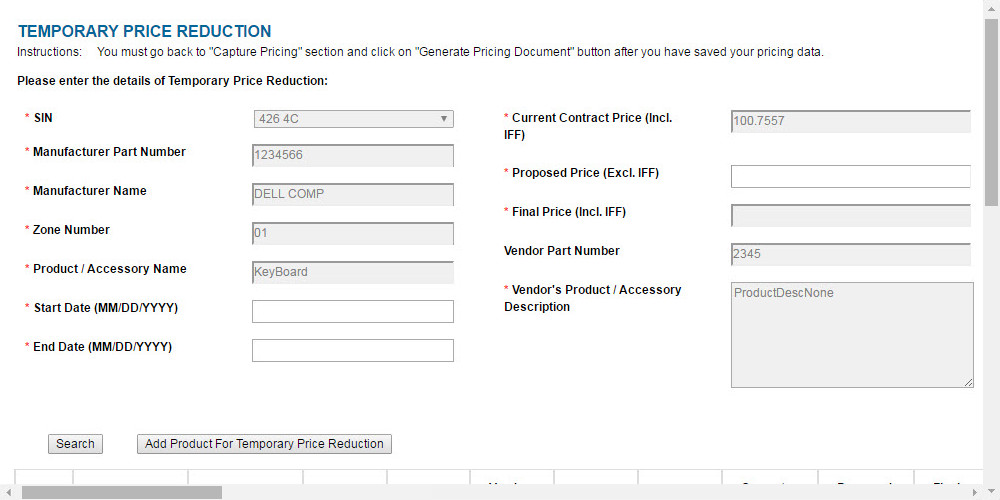 TEMPORARY PRICE REDUCTION
Instructions: You must go back to "Capture Pricing" section and click on "Generate Pricing Document" button after you have saved your pricing data.
Please enter the details of Temporary Price Reduction:
* SIN
426 4C
* Manufacturer Part Number
1234566
* Manufacturer Name
DELL COMP
* Zone Number
01
* Product / Accessory Name
KeyBoard
* Start Date (MM/DD/YYYY)
* End Date (MM/DD/YYYY)
* Current Contract Price (Incl.
IFF)
100.7557
* Proposed Price (Excl. IFF)
* Final Price (Incl. IFF)
Vendor Part Number
2345
* Vendor's Product / Accessory
Description
ProductDescNone
Search
Add Product For Temporary Price Reduction